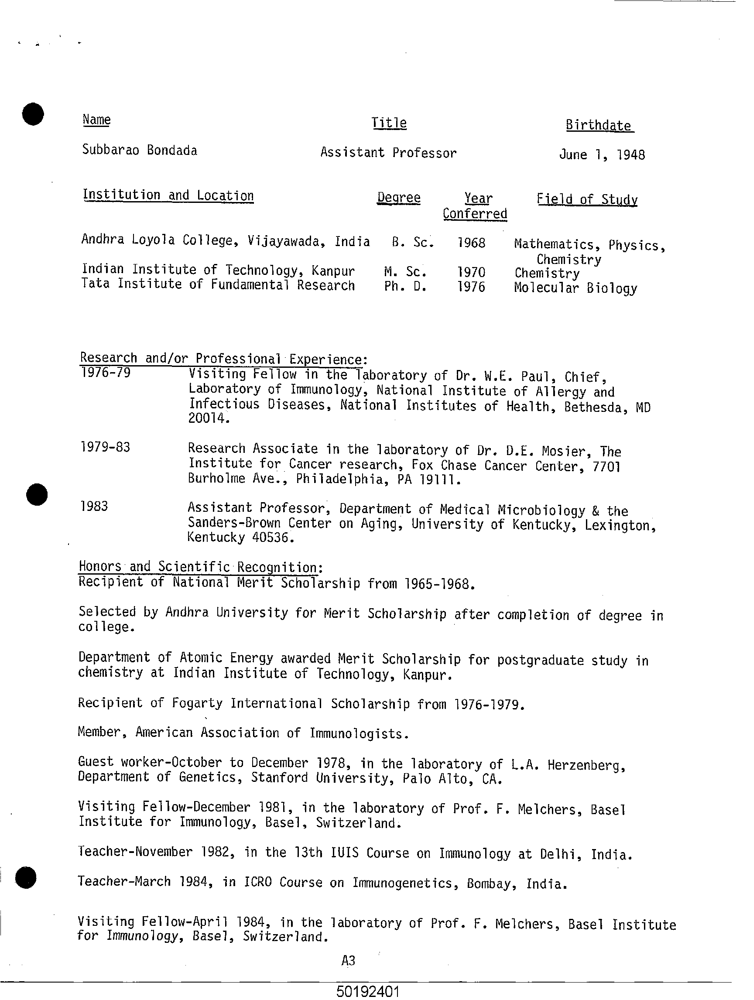 Name Title Birthdate
Subbarao Bondada Assistant Professor June 1, 1948
Institution and Location Degree Year Conferred Field of Study
Andhra Loyola College, Vijayawada, India B. Sc. 1968 Mathematics, Physics,
Chemistry
Indian Institute of Technology, Kanpur M. Sc. 1970 Chemistry
Tata Institute of Fundamental Research Ph. D. 1976 Molecular Biology
Research and/or Professional Experience:
1976-79 Visiting Fellow in the laboratory of Dr. W.E. Paul, Chief,
Laboratory of Immunology, National Institute of Allergy and
Infectious Diseases, National Institutes of Health, Bethesda, MD
20014.
1979-83 Research Associate in the laboratory of Dr. D.E. Mosier, The
Institute for Cancer research, Fox Chase Cancer Center, 7701
Burholme Ave., Philadelphia, PA 19111.
1983 Assistant Professor, Department of Medical Microbiology & the
Sanders-Brown Center on Aging, University of Kentucky, Lexington,
Kentucky 40536.
Honors and Scientific Recognition:
Recipient of National Merit Scholarship from 1965-1968.
Selected by Andhra University for Merit Scholarship after completion of degree in
college.
Department of Atomic Energy awarded Merit Scholarship for postgraduate study in
chemistry at Indian Institute of Technology, Kanpur.
Recipient of Fogarty International Scholarship from 1976-1979.
Member, American Association of Immunologists.
Guest worker-October to December 1978, in the laboratory of L.A. Herzenberg,
Department of Genetics, Stanford University, Palo Alto, CA.
Visiting Fellow-December 1981, in the laboratory of Prof. F. Melchers, Basel
Institute for Immunology, Basel, Switzerland.
Teacher-November 1982, in the 13th IUIS Course on Immunology at Delhi, India.
Teacher-March 1984, in ICRO Course on Immunogenetics, Bombay, India.
Visiting Fellow-April 1984, in the laboratory of Prof. F. Melchers, Basel Institute
for Immunology, Basel, Switzerland.
A3
50192401